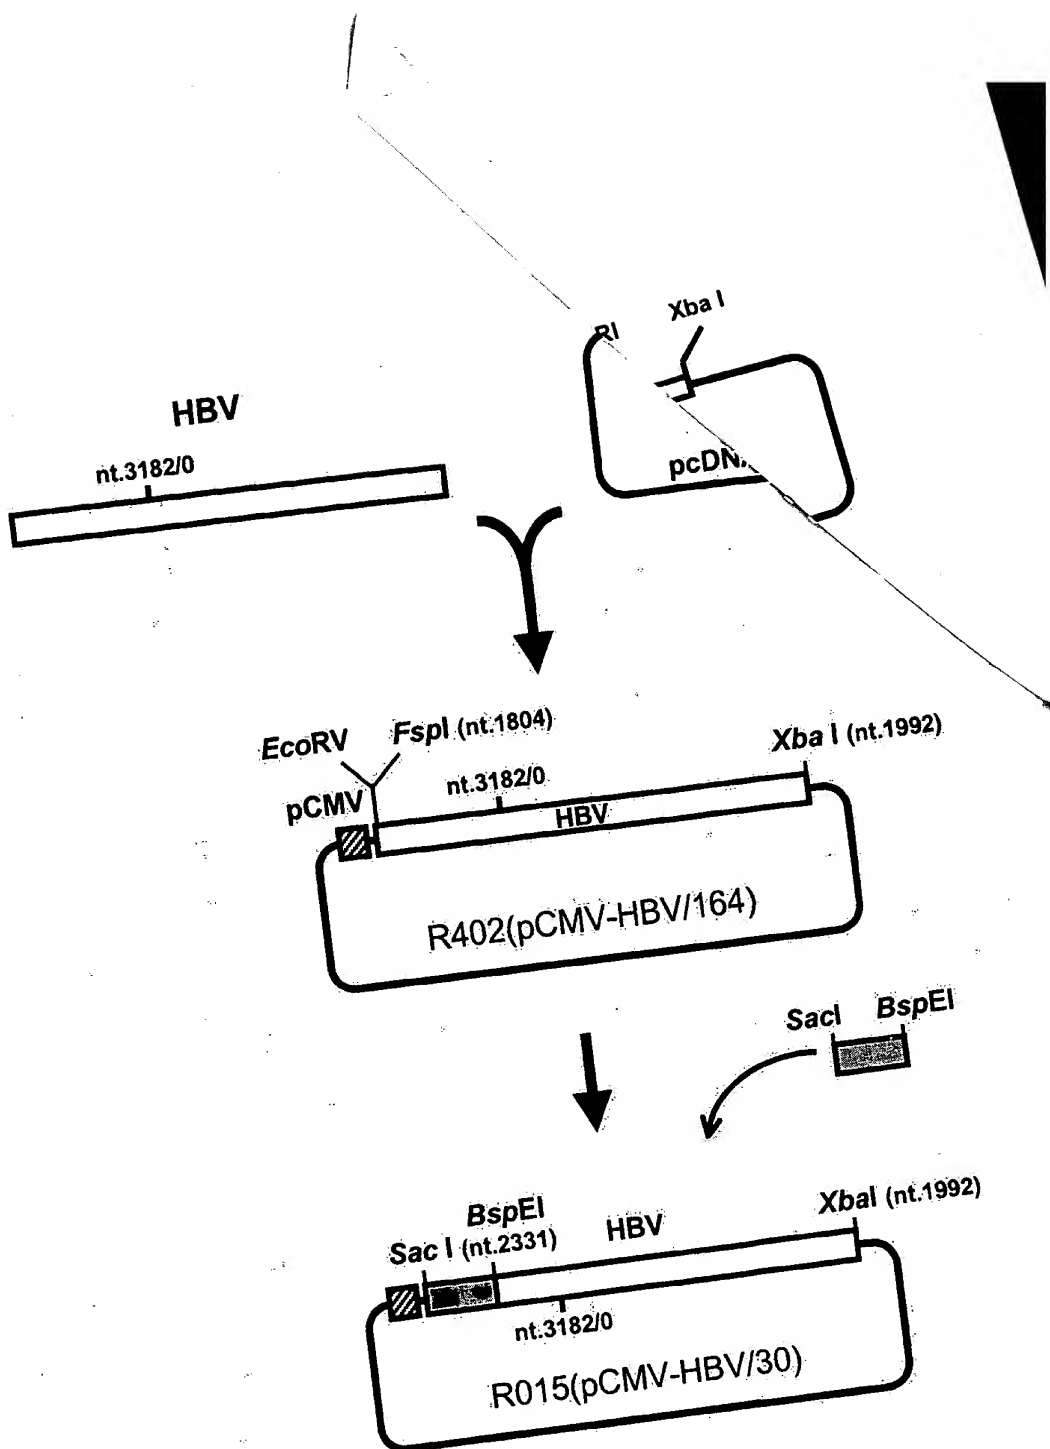 Xba I
RI
HBV
nt.3182/0
pcDN
EcoRV
FspI (nt.1804)
Xba I (nt.1992)
pCMV
nt.3182/0
HBV
R402(pCMV-HBV/164)
SacI
BspEI
BspEI
HBV
XbaI (nt.1992)
Sac I (nt.2331)
nt.3182/0
R015(pCMV-HBV/30)